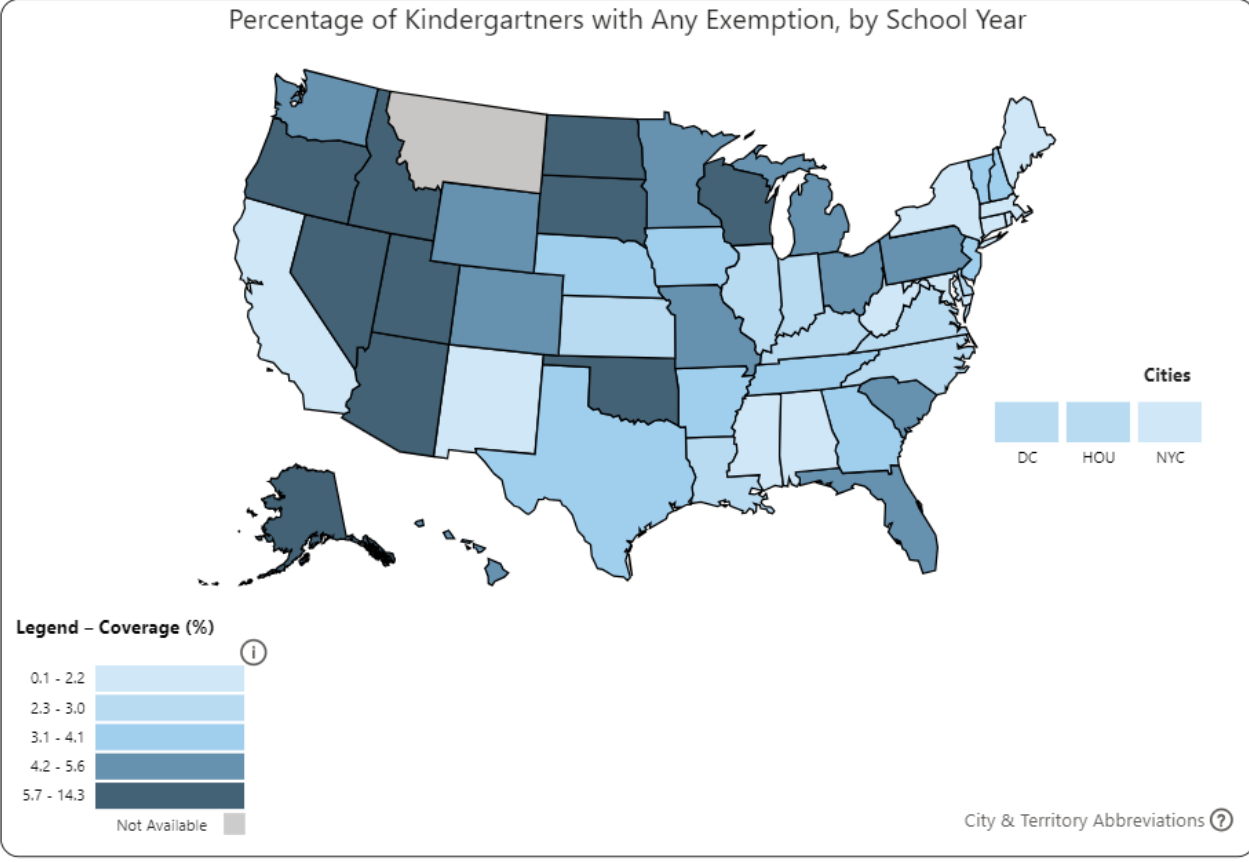 Percentage of Kindergartners with Any Exemption, by School Year
Cities
DC HOU NYC
Legend – Coverage (%)
i
0.1 - 2.2
2.3 - 3.0
3.1 - 4.1
4.2 - 5.6
5.7 - 14.3
Not Available
City & Territory Abbreviations ?